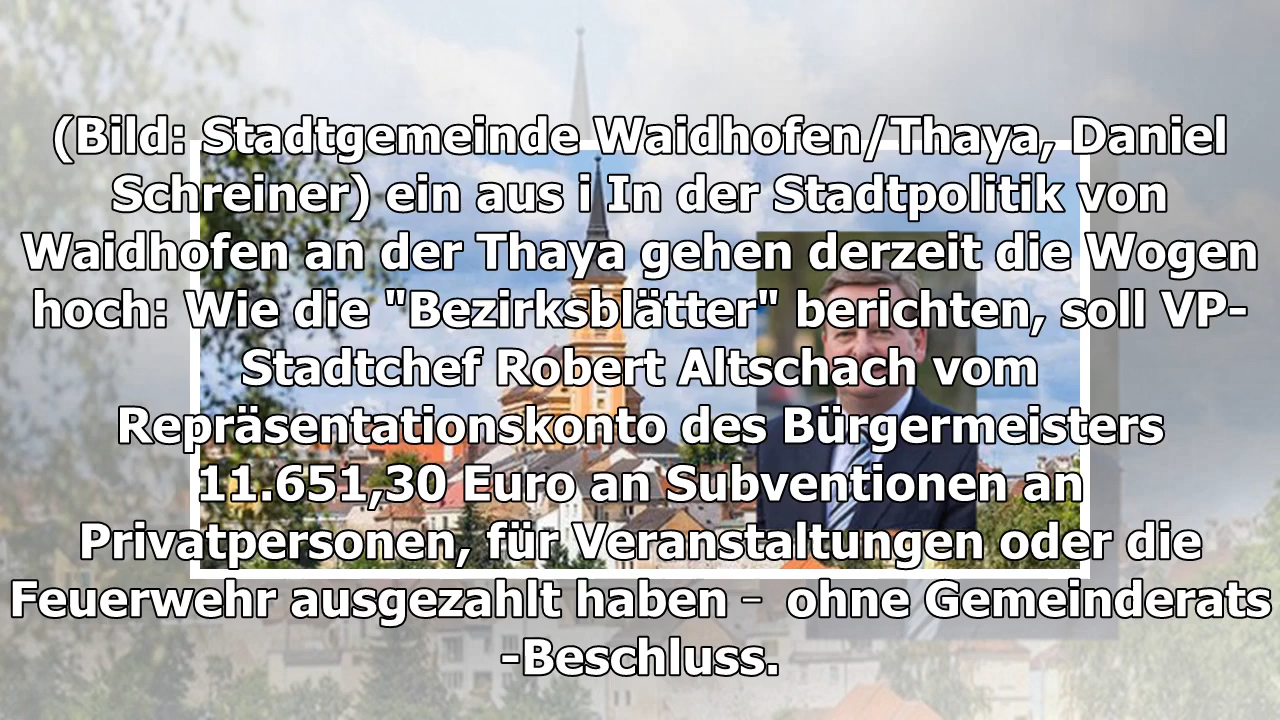 (Bild: Stadtgemeinde Waidhofen/Thaya, Daniel
Schreiner) ein aus i In der Stadtpolitik von
Waidhofen an der Thaya gehen derzeit die Wogen
hoch: Wie die "Bezirksblätter" berichten, soll VP-
Stadtchef Robert Altschach vom
Repräsentationskonto des Bürgermeisters
11.651,30 Euro an Subventionen an
Privatpersonen, für Veranstaltungen oder die
Feuerwehr ausgezahlt haben -  ohne Gemeinderats
-Beschluss.